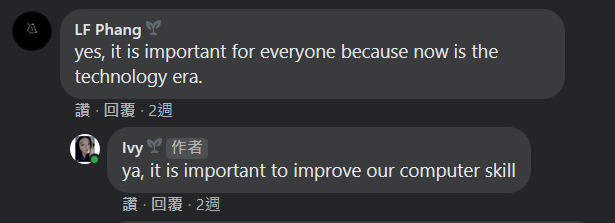 LF Phang
yes, it is important for everyone because now is the
technology era.
讚 · 回覆 · 2週
Ivy 作者
ya, it is important to improve our computer skill
讚 · 回覆 · 2週